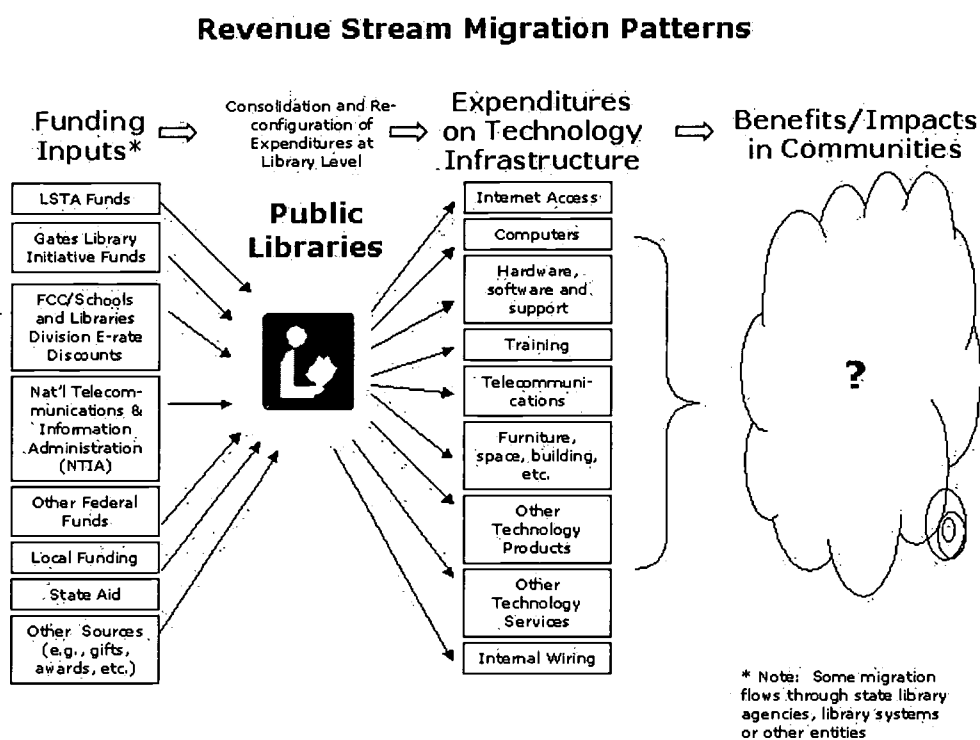 Revenue Stream Migration Patterns
Funding
Inputs*
Consolidation and Re-
configuration of
Expenditures at
Library Level
Expenditures
on Technology
Infrastructure
Benefits/Impacts
in Communities
LSTA Funds
Gates Library
Initiative Funds
FCC/Schools
and Libraries
Division E-rate
Discounts
Nat'l Telecom-
munications &
Information
Administration
(NTIA)
Other Federal
Funds
Local Funding
State Aid
Other Sources
(e.g., gifts,
awards, etc.)
Public
Libraries
Internet Access
Computers
Hardware,
software and
support
Training
Telecommuni-
cations
Furniture,
space, building,
etc.
Other
Technology
Products
Other
Technology
Services
Internal Wiring
?
* Note: Some migration
flows through state library
agencies, library systems
or other entities